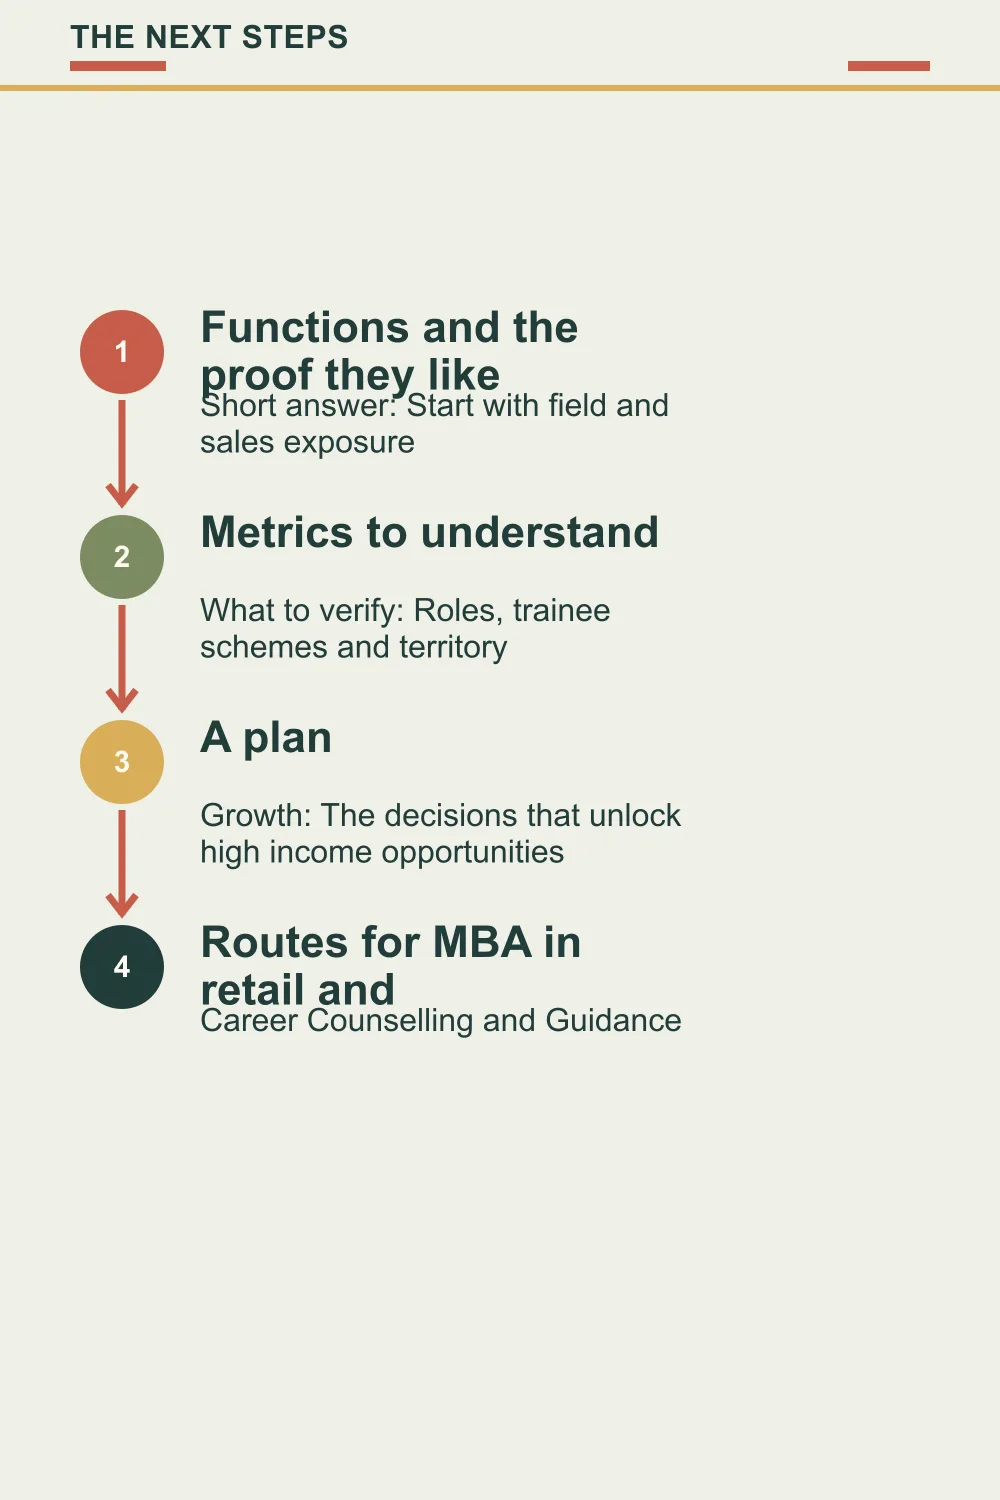 THE NEXT STEPS
1
Functions and the
proof they like
Short answer: Start with field and
sales exposure
2
Metrics to understand
What to verify: Roles, trainee
schemes and territory
3
A plan
Growth: The decisions that unlock
high income opportunities
4
Routes for MBA in
retail and
Career Counselling and Guidance